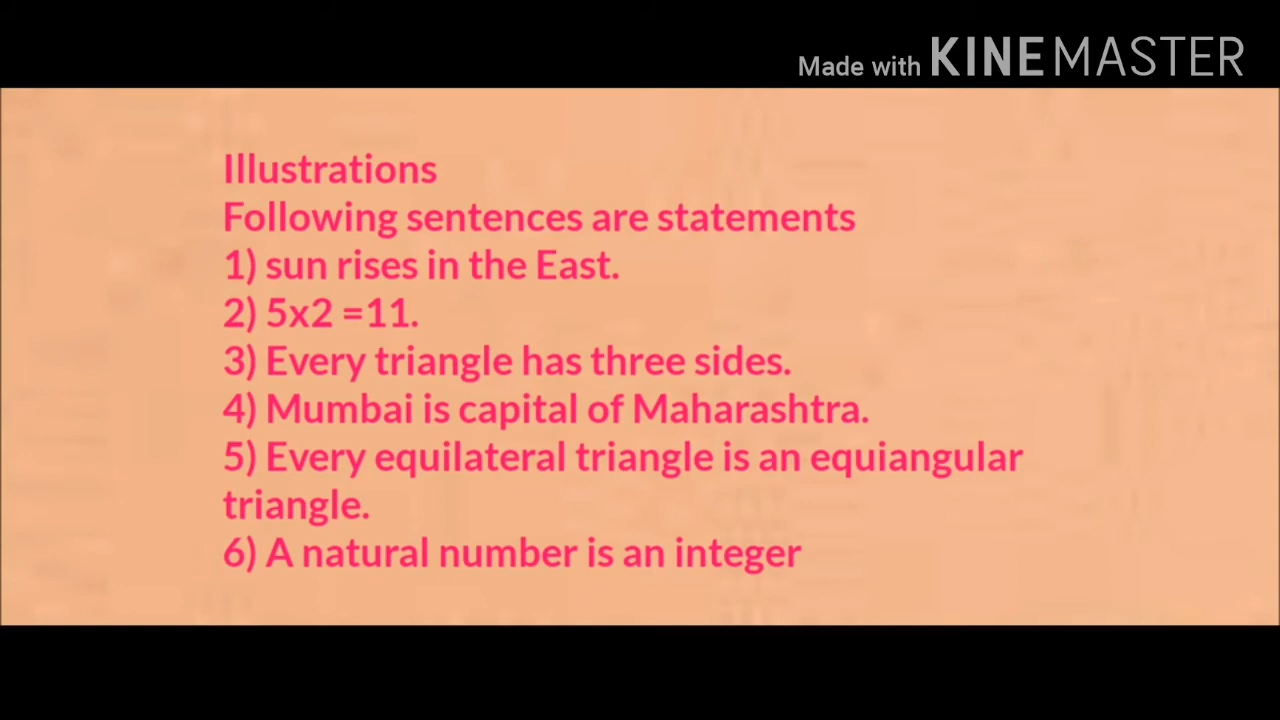 Made with KINEMASTER
Illustrations
Following sentences are statements
1) sun rises in the East.
2) 5x2 =11.
3) Every triangle has three sides.
4) Mumbai is capital of Maharashtra.
5) Every equilateral triangle is an equiangular
triangle.
6) A natural number is an integer